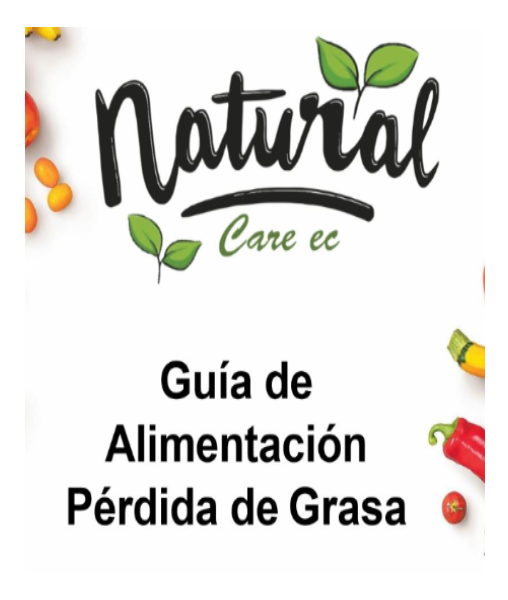 Natural
Care ec
Guía de
Alimentación
Pérdida de Grasa